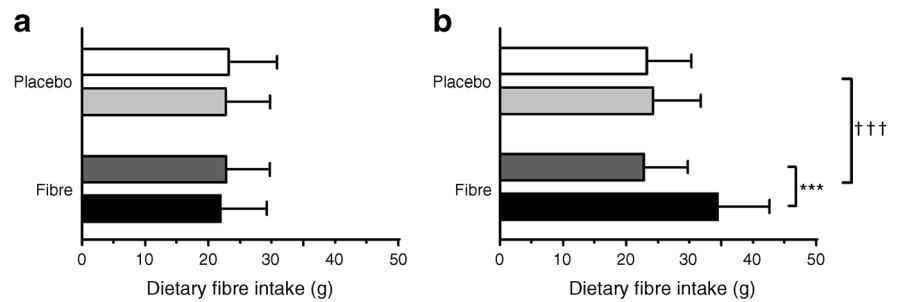 a
b
Placebo
Fibre
0 10 20 30 40 50
Dietary fibre intake (g)
Placebo
Fibre
†††
***
0 10 20 30 40 50
Dietary fibre intake (g)